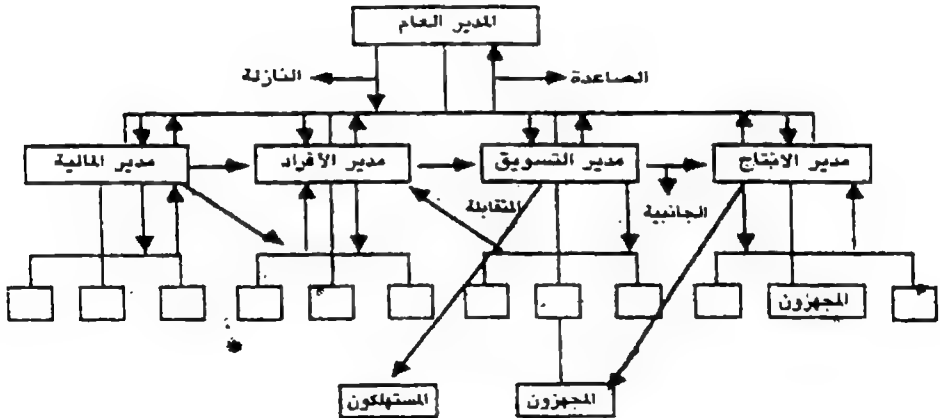 المدير العام
الصاعدة
النازلة
مدير الانتاج
مدير التسويق
مدير الأفراد
مدير المالية
الجانبية
المتقابلة
المجهزون
المجهزون
المستهلكون